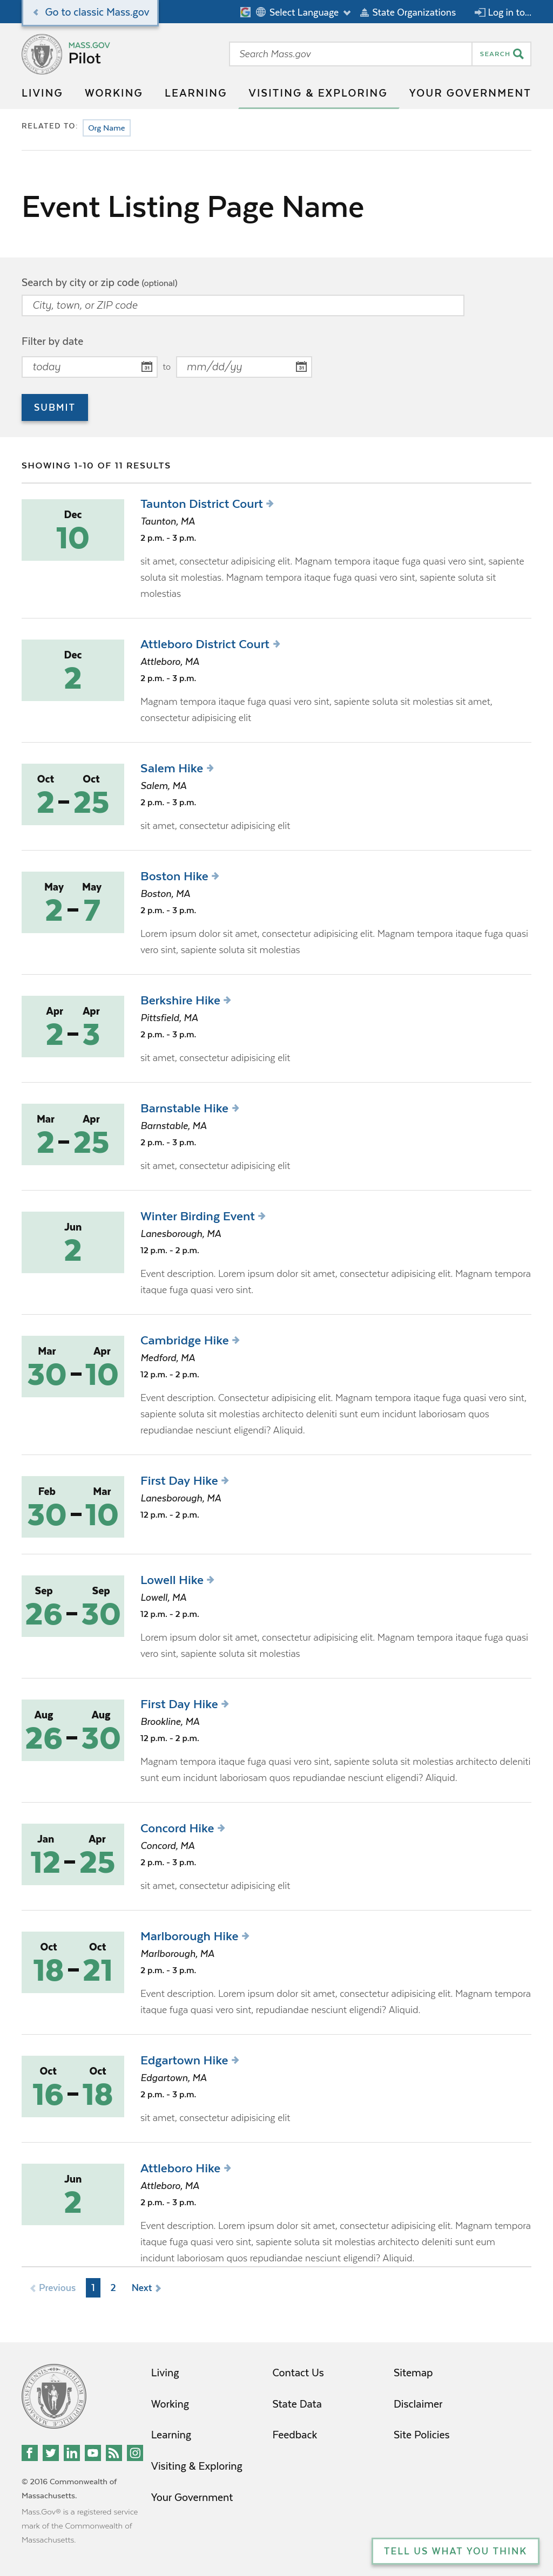 Go to classic Mass.gov
Select Language
State Organizations
Log in to...
MASS.GOV
Pilot
Search Mass.gov
SEARCH
LIVING WORKING LEARNING VISITING & EXPLORING YOUR GOVERNMENT
RELATED TO: Org Name
Event Listing Page Name
Search by city or zip code (optional)
City, town, or ZIP code
Filter by date
today to mm/dd/yy
SUBMIT
SHOWING 1-10 OF 11 RESULTS
Dec
10
Taunton District Court
Taunton, MA
2 p.m. - 3 p.m.
sit amet, consectetur adipisicing elit. Magnam tempora itaque fuga quasi vero sint, sapiente
soluta sit molestias. Magnam tempora itaque fuga quasi vero sint, sapiente soluta sit
molestias
Dec
2
Attleboro District Court
Attleboro, MA
2 p.m. - 3 p.m.
Magnam tempora itaque fuga quasi vero sint, sapiente soluta sit molestias sit amet,
consectetur adipisicing elit
Oct Oct
2 - 25
Salem Hike
Salem, MA
2 p.m. - 3 p.m.
sit amet, consectetur adipisicing elit
May May
2 - 7
Boston Hike
Boston, MA
2 p.m. - 3 p.m.
Lorem ipsum dolor sit amet, consectetur adipisicing elit. Magnam tempora itaque fuga quasi
vero sint, sapiente soluta sit molestias
Apr Apr
2 - 3
Berkshire Hike
Pittsfield, MA
2 p.m. - 3 p.m.
sit amet, consectetur adipisicing elit
Mar Apr
2 - 25
Barnstable Hike
Barnstable, MA
2 p.m. - 3 p.m.
sit amet, consectetur adipisicing elit
Jun
2
Winter Birding Event
Lanesborough, MA
12 p.m. - 2 p.m.
Event description. Lorem ipsum dolor sit amet, consectetur adipisicing elit. Magnam tempora
itaque fuga quasi vero sint.
Mar Apr
30 - 10
Cambridge Hike
Medford, MA
12 p.m. - 2 p.m.
Event description. Consectetur adipisicing elit. Magnam tempora itaque fuga quasi vero sint,
sapiente soluta sit molestias architecto deleniti sunt eum incidunt laboriosam quos
repudiandae nesciunt eligendi? Aliquid.
Feb Mar
30 - 10
First Day Hike
Lanesborough, MA
12 p.m. - 2 p.m.
Sep Sep
26 - 30
Lowell Hike
Lowell, MA
12 p.m. - 2 p.m.
Lorem ipsum dolor sit amet, consectetur adipisicing elit. Magnam tempora itaque fuga quasi
vero sint, sapiente soluta sit molestias
Aug Aug
26 - 30
First Day Hike
Brookline, MA
12 p.m. - 2 p.m.
Magnam tempora itaque fuga quasi vero sint, sapiente soluta sit molestias architecto deleniti
sunt eum incidunt laboriosam quos repudiandae nesciunt eligendi? Aliquid.
Jan Apr
12 - 25
Concord Hike
Concord, MA
2 p.m. - 3 p.m.
sit amet, consectetur adipisicing elit
Oct Oct
18 - 21
Marlborough Hike
Marlborough, MA
2 p.m. - 3 p.m.
Event description. Lorem ipsum dolor sit amet, consectetur adipisicing elit. Magnam tempora
itaque fuga quasi vero sint, repudiandae nesciunt eligendi? Aliquid.
Oct Oct
16 - 18
Edgartown Hike
Edgartown, MA
2 p.m. - 3 p.m.
sit amet, consectetur adipisicing elit
Jun
2
Attleboro Hike
Attleboro, MA
2 p.m. - 3 p.m.
Event description. Lorem ipsum dolor sit amet, consectetur adipisicing elit. Magnam tempora
itaque fuga quasi vero sint, sapiente soluta sit molestias architecto deleniti sunt eum
incidunt laboriosam quos repudiandae nesciunt eligendi? Aliquid.
Previous 1 2 Next
Living
Working
Learning
Visiting & Exploring
Your Government
Contact Us
State Data
Feedback
Sitemap
Disclaimer
Site Policies
© 2016 Commonwealth of
Massachusetts.
Mass.Gov® is a registered service
mark of the Commonwealth of
Massachusetts.
TELL US WHAT YOU THINK